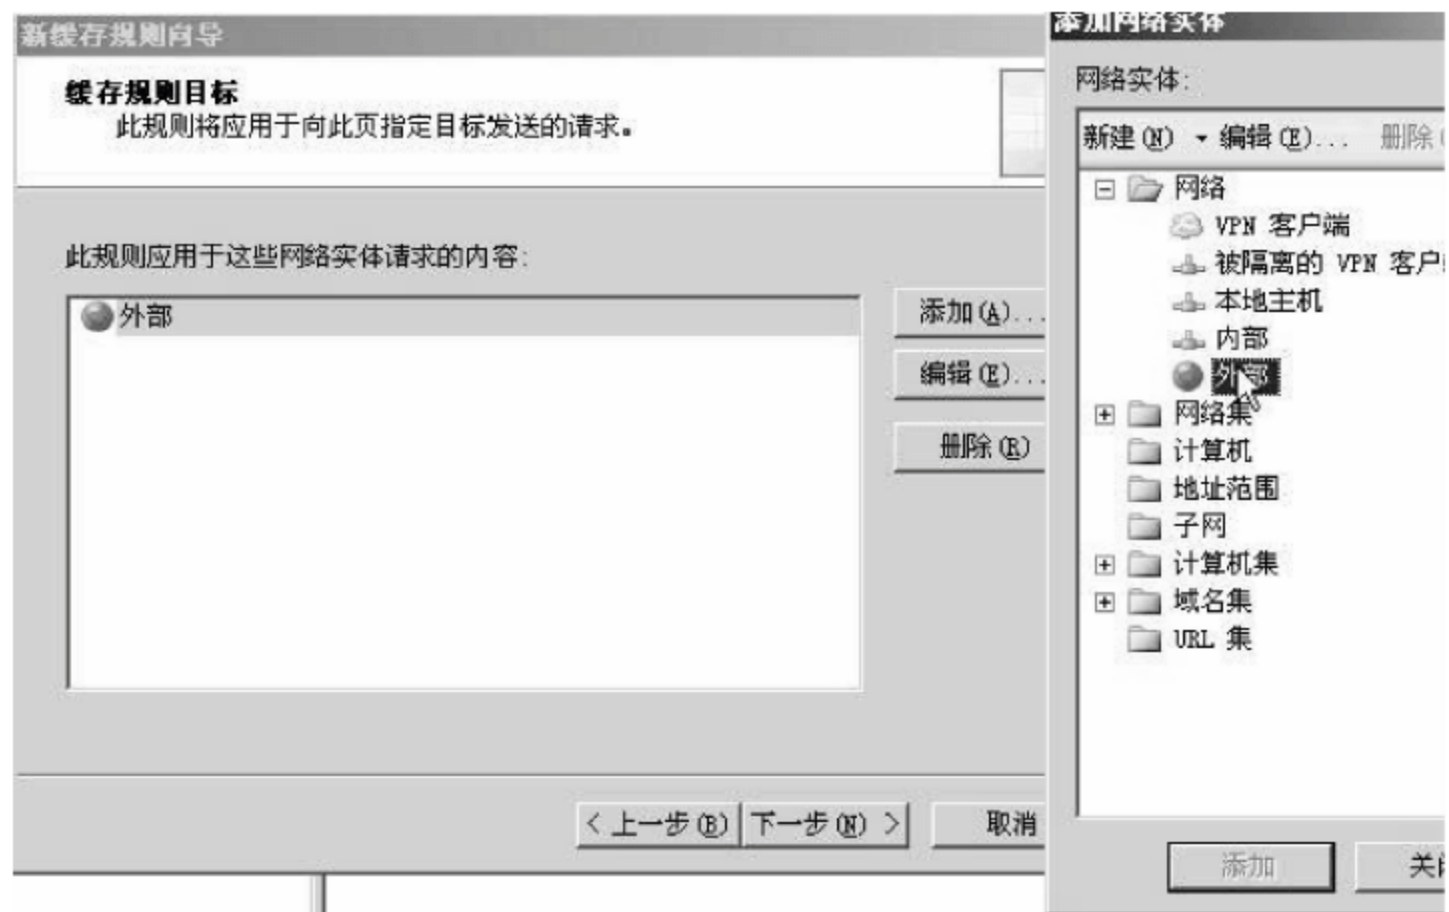 新缓存规则向导
缓存规则目标
此规则将应用于向此页指定目标发送的请求。
此规则应用于这些网络实体请求的内容:
外部
添加(A)...
编辑(E)...
删除(R)
< 上一步(B)
下一步(N) >
取消
添加网络实体
网络实体:
新建(N) 编辑(E)... 删除(
网络
VPN 客户端
被隔离的 VPN 客户
本地主机
内部
外部
网络集
计算机
地址范围
子网
计算机集
域名集
URL 集
添加
关